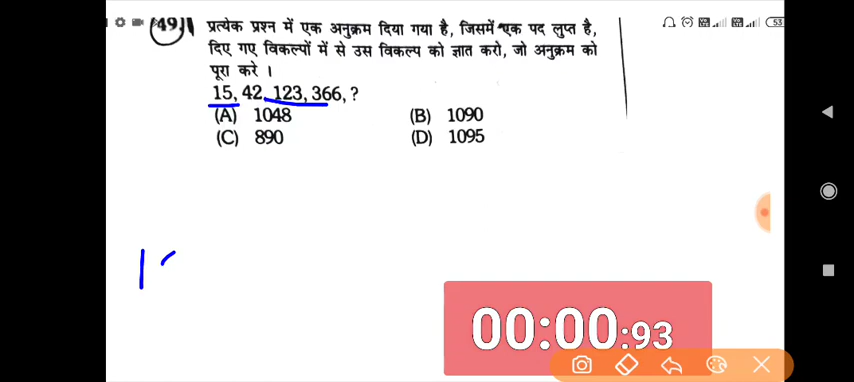 49. प्रत्येक प्रश्न में एक अनुक्रम दिया गया है, जिसमें एक पद लुप्त है,
दिए गए विकल्पों में से उस विकल्प को ज्ञात करो, जो अनुक्रम को
पूरा करे ।
15, 42, 123, 366, ?
(A) 1048 (B) 1090
(C) 890 (D) 1095
00:00:93
53